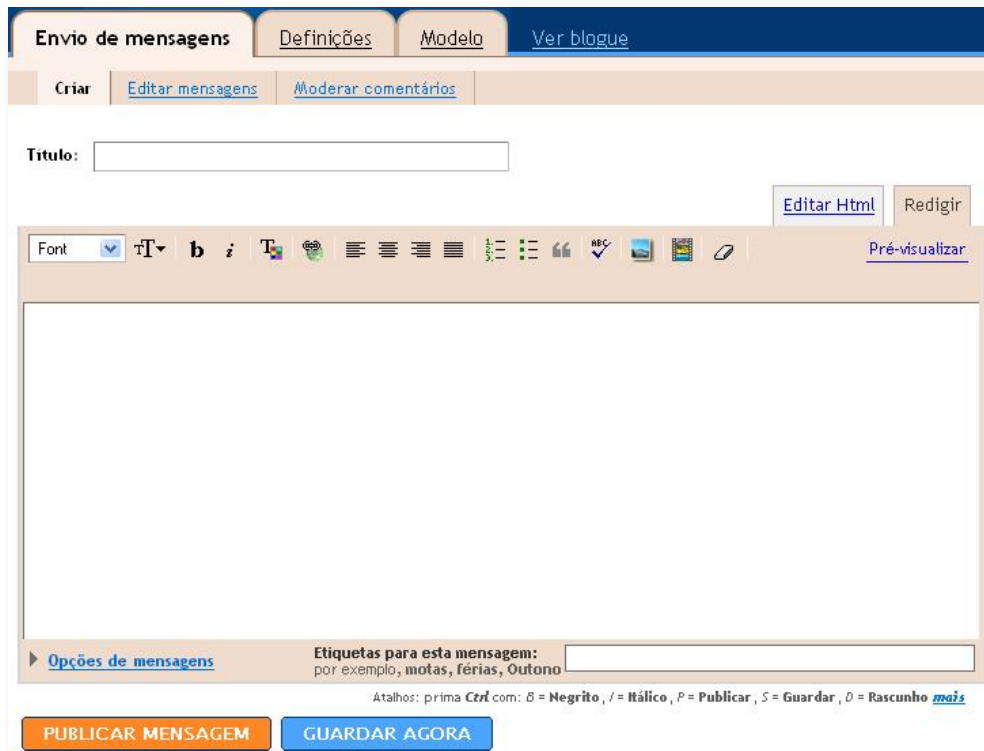 Envio de mensagens Definições Modelo Ver blogue
Criar Editar mensagens Moderar comentários
Título:
Editar Html Redigir
Font TT b i T ABC Pré-visualizar
Opções de mensagens
Etiquetas para esta mensagem:
por exemplo, motas, férias, Outono
Atalhos: prima Ctrl com: B = Negrito, I = Itálico, P = Publicar, S = Guardar, D = Rascunho mais
PUBLICAR MENSAGEM GUARDAR AGORA